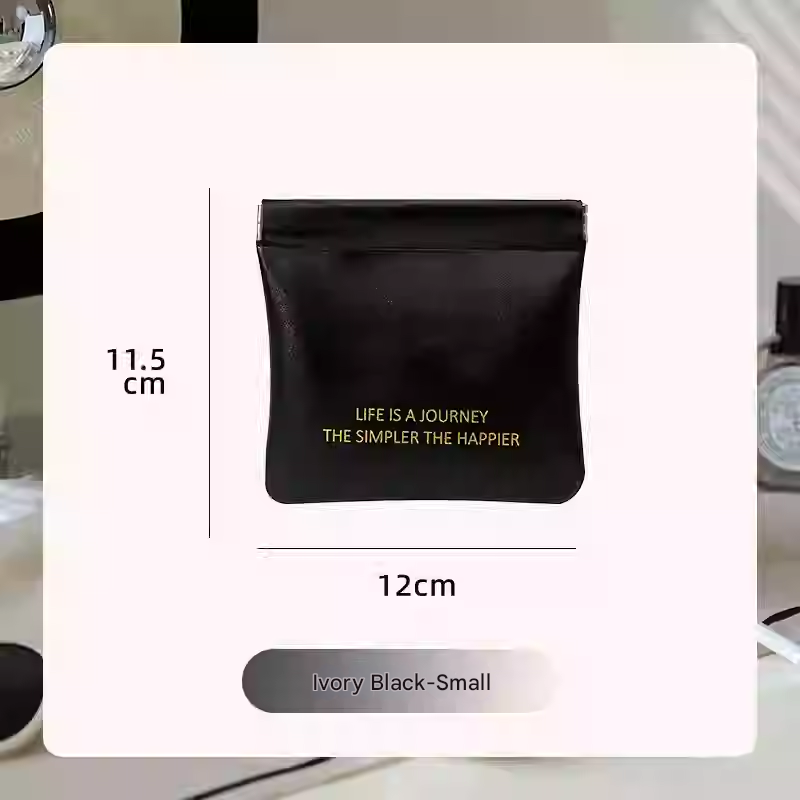 11.5
cm
LIFE IS A JOURNEY
THE SIMPLER THE HAPPIER
12cm
Ivory Black-Small